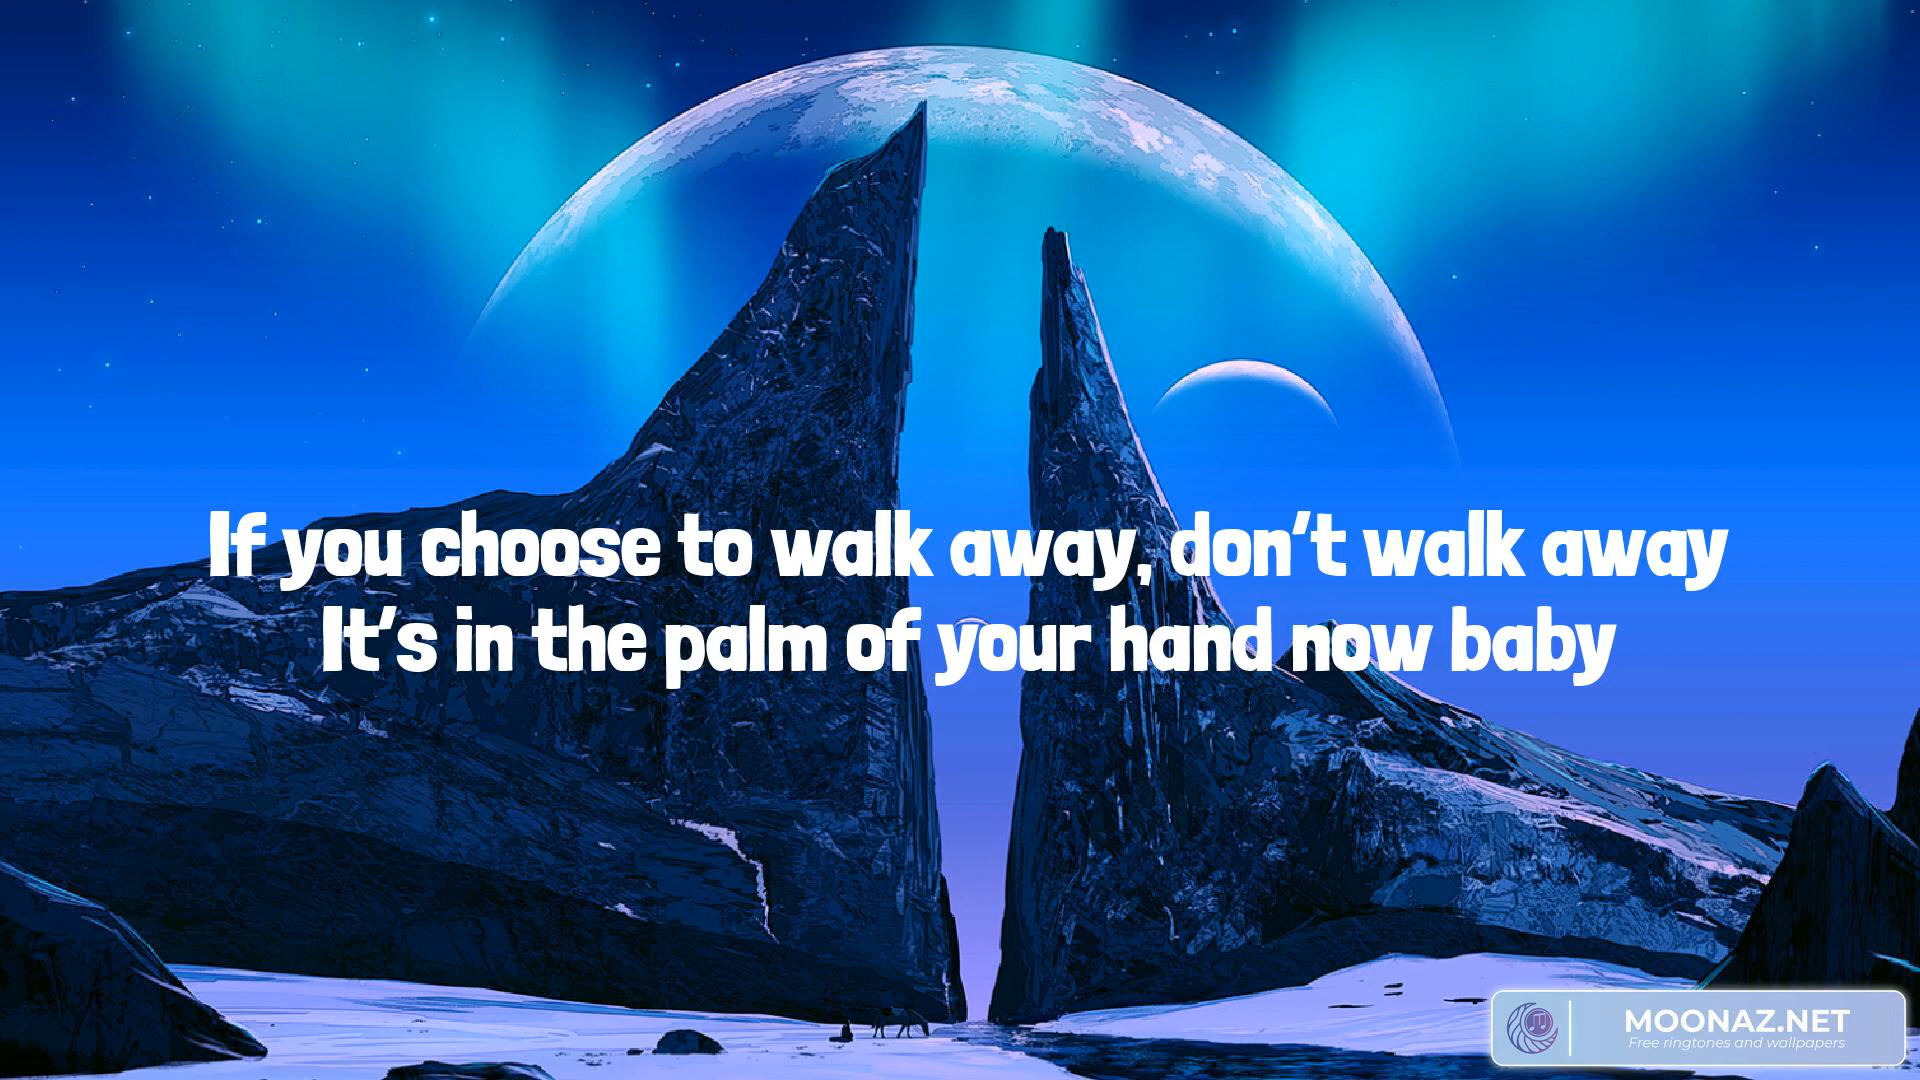 If you choose to walk away, don't walk away
It's in the palm of your hand now baby
MOONAZ.NET
Free ringtones and wallpapers